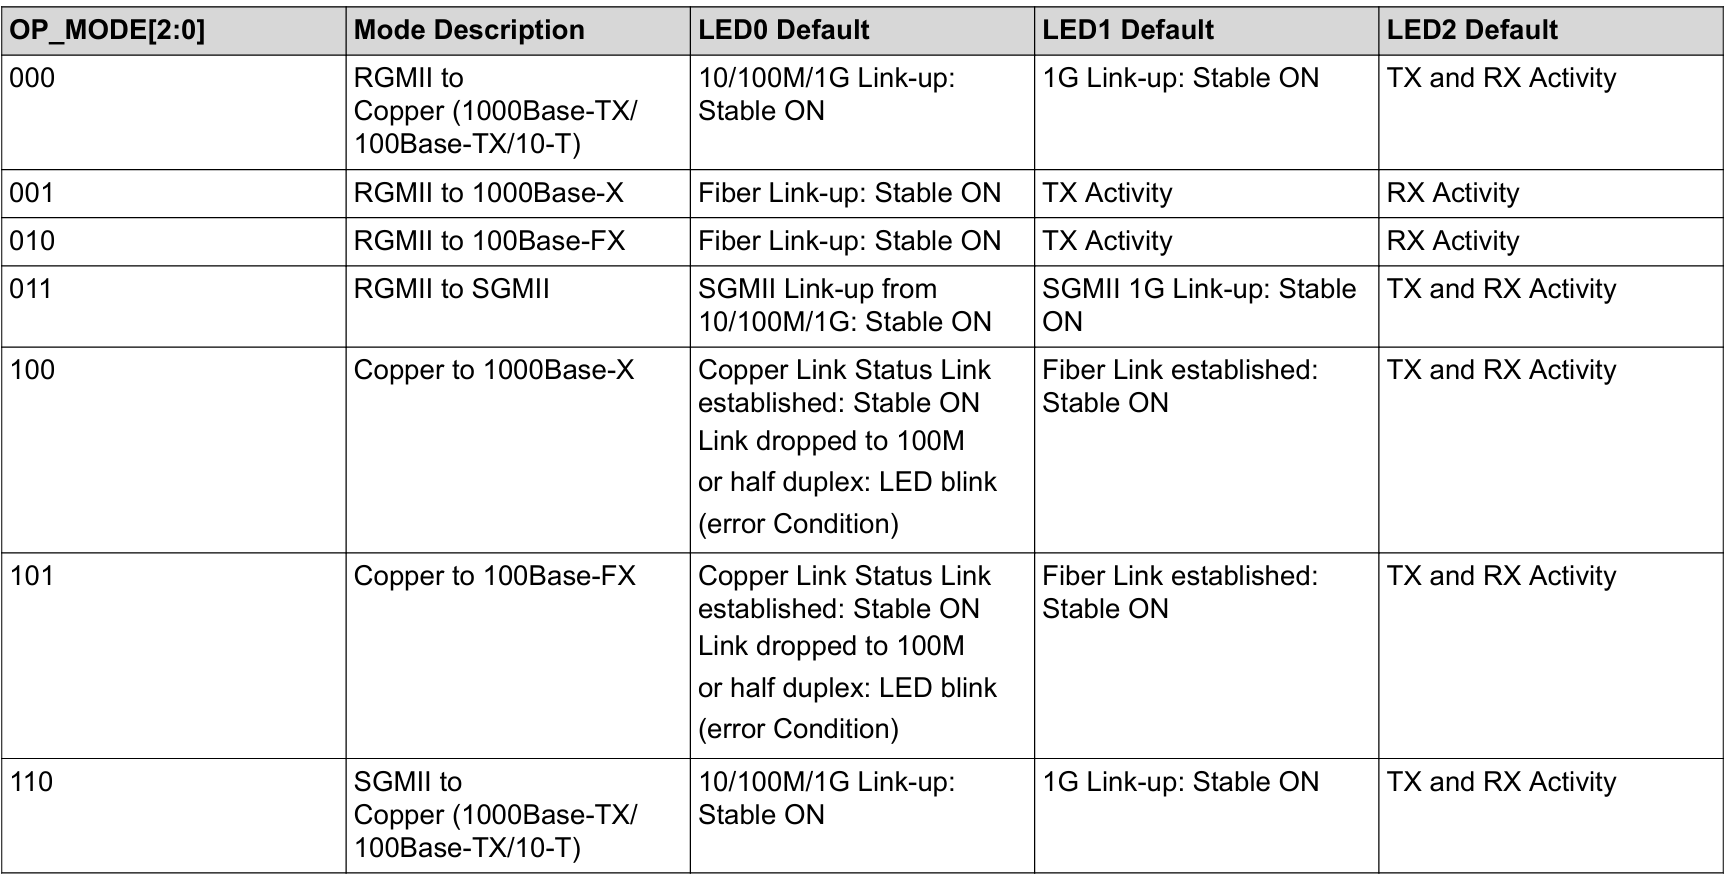 OP_MODE[2:0] Mode Description LED0 Default LED1 Default LED2 Default
000 RGMII to 10/100M/1G Link-up: 1G Link-up: Stable ON TX and RX Activity
Copper (1000Base-TX/ Stable ON
100Base-TX/10-T)
001 RGMII to 1000Base-X Fiber Link-up: Stable ON TX Activity RX Activity
010 RGMII to 100Base-FX Fiber Link-up: Stable ON TX Activity RX Activity
011 RGMII to SGMII SGMII Link-up from SGMII 1G Link-up: Stable TX and RX Activity
10/100M/1G: Stable ON ON
100 Copper to 1000Base-X Copper Link Status Link Fiber Link established: TX and RX Activity
established: Stable ON Stable ON
Link dropped to 100M
or half duplex: LED blink
(error Condition)
101 Copper to 100Base-FX Copper Link Status Link Fiber Link established: TX and RX Activity
established: Stable ON Stable ON
Link dropped to 100M
or half duplex: LED blink
(error Condition)
110 SGMII to 10/100M/1G Link-up: 1G Link-up: Stable ON TX and RX Activity
Copper (1000Base-TX/ Stable ON
100Base-TX/10-T)